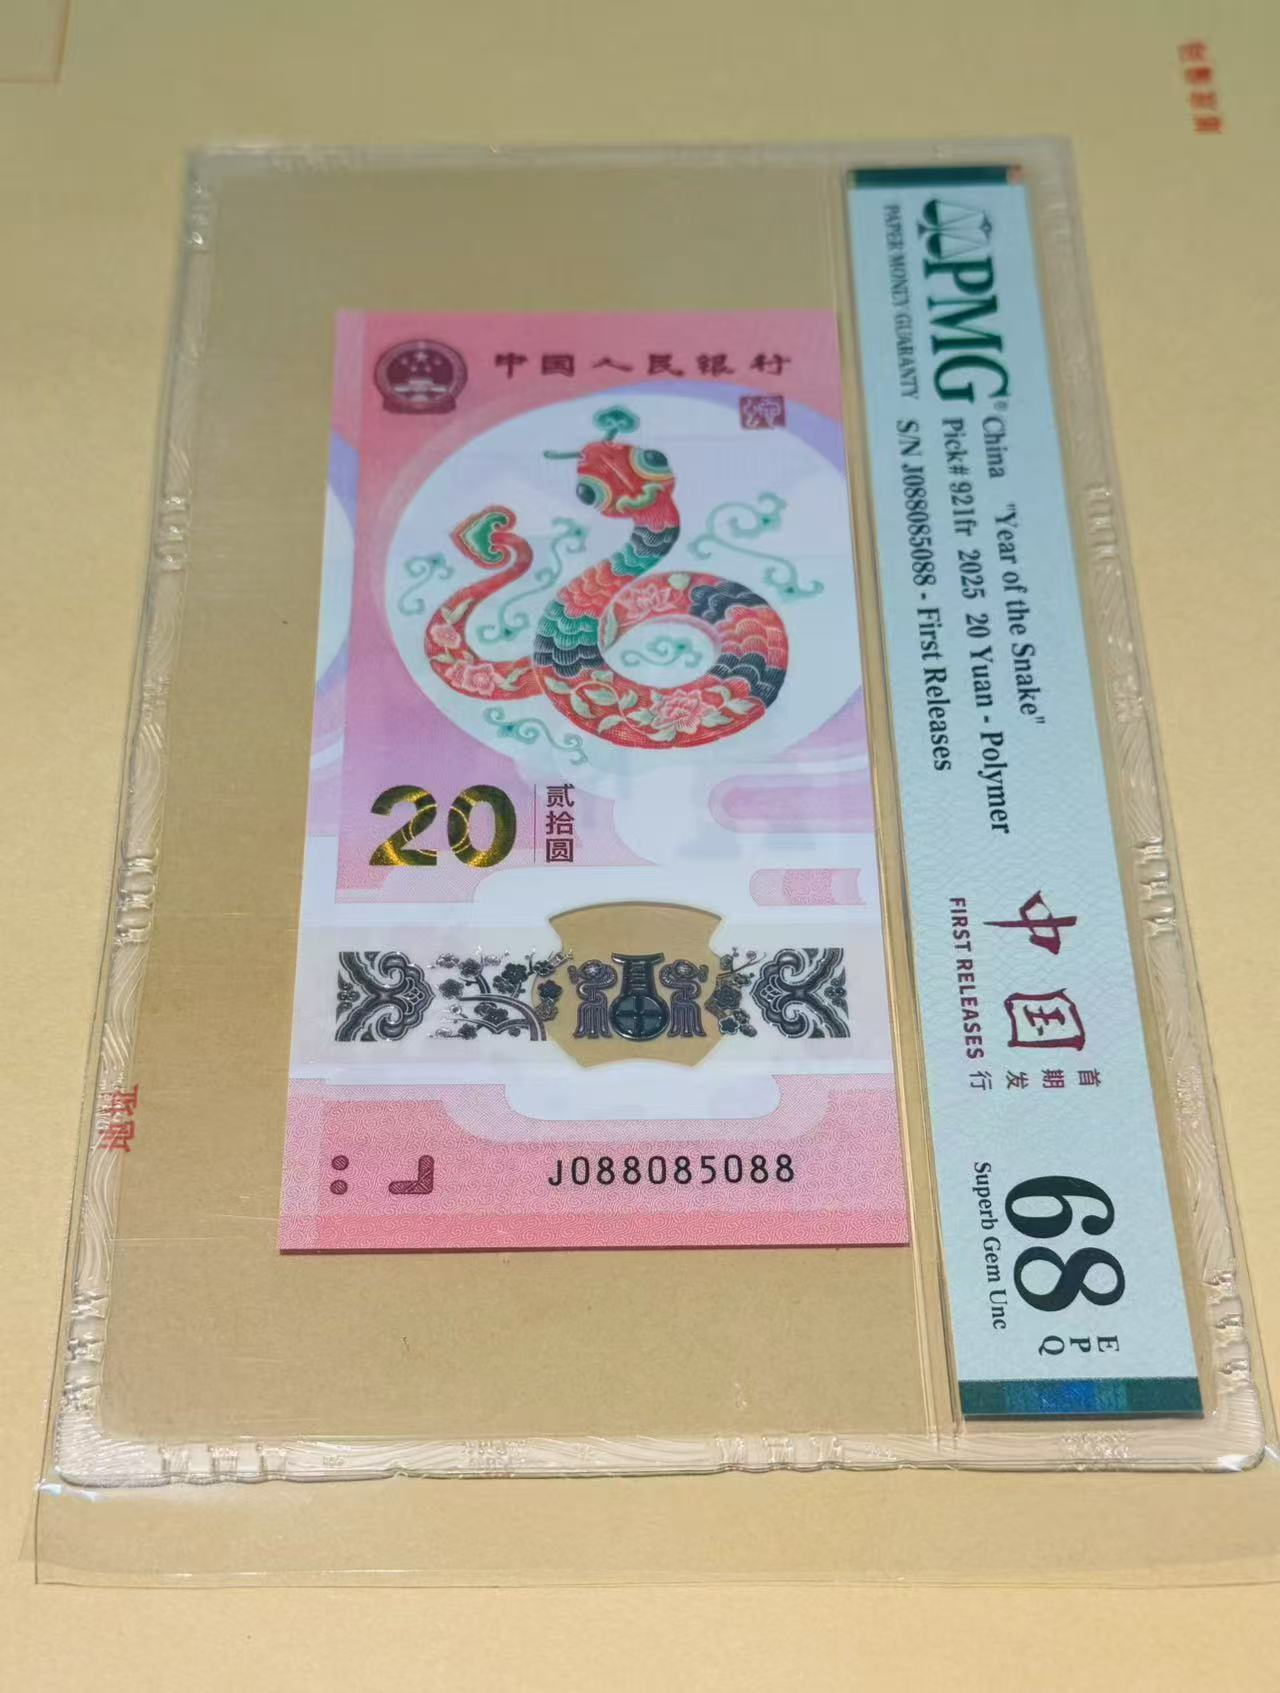 中国人民银行
20
贰拾圆
J088085088
PMG®
PAPER MONEY GUARANTY
China "Year of the Snake"
Pick# 921fr 2025 20 Yuan - Polymer
S/N J088085088 - First Releases
中国
首期发行
FIRST RELEASES
68
EPQ
Superb Gem Unc